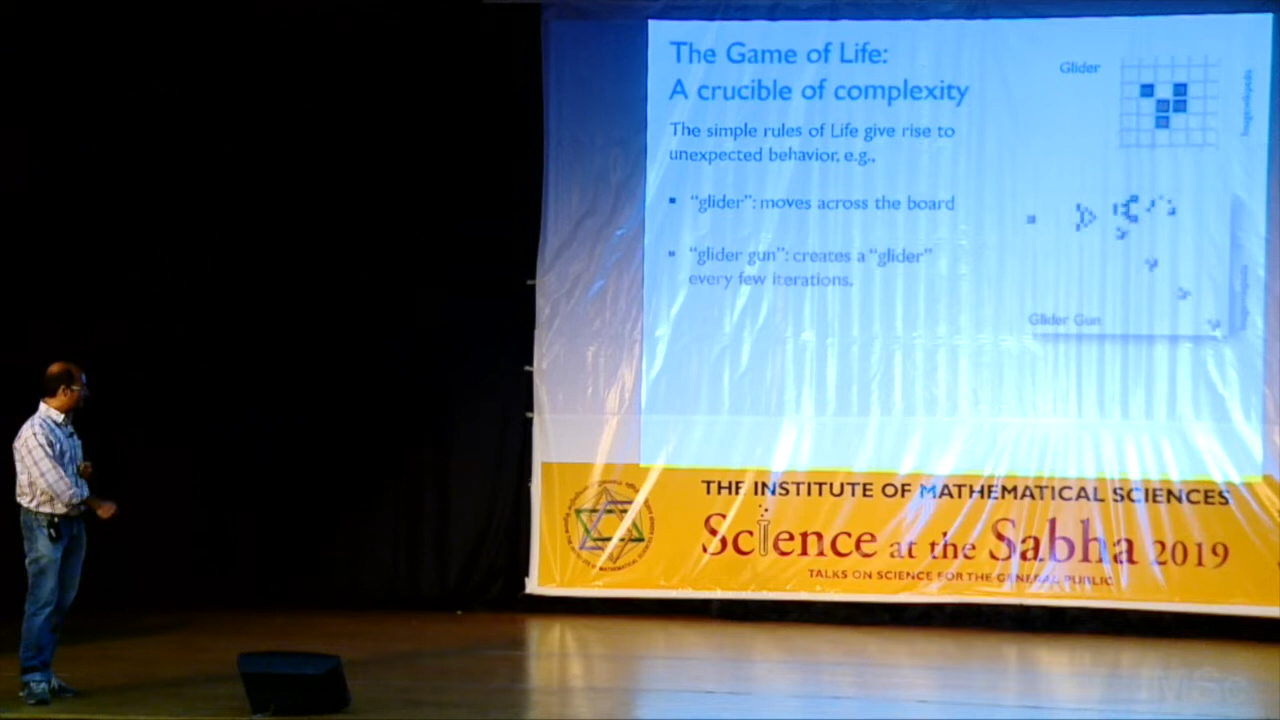 The Game of Life:
A crucible of complexity
The simple rules of Life give rise to
unexpected behavior, e.g.,
▪ "glider": moves across the board
▪ "glider gun": creates a "glider"
every few iterations.
Glider
Glider Gun
THE INSTITUTE OF MATHEMATICAL SCIENCES
Science at the Sabha 2019
TALKS ON SCIENCE FOR THE GENERAL PUBLIC
IMSc